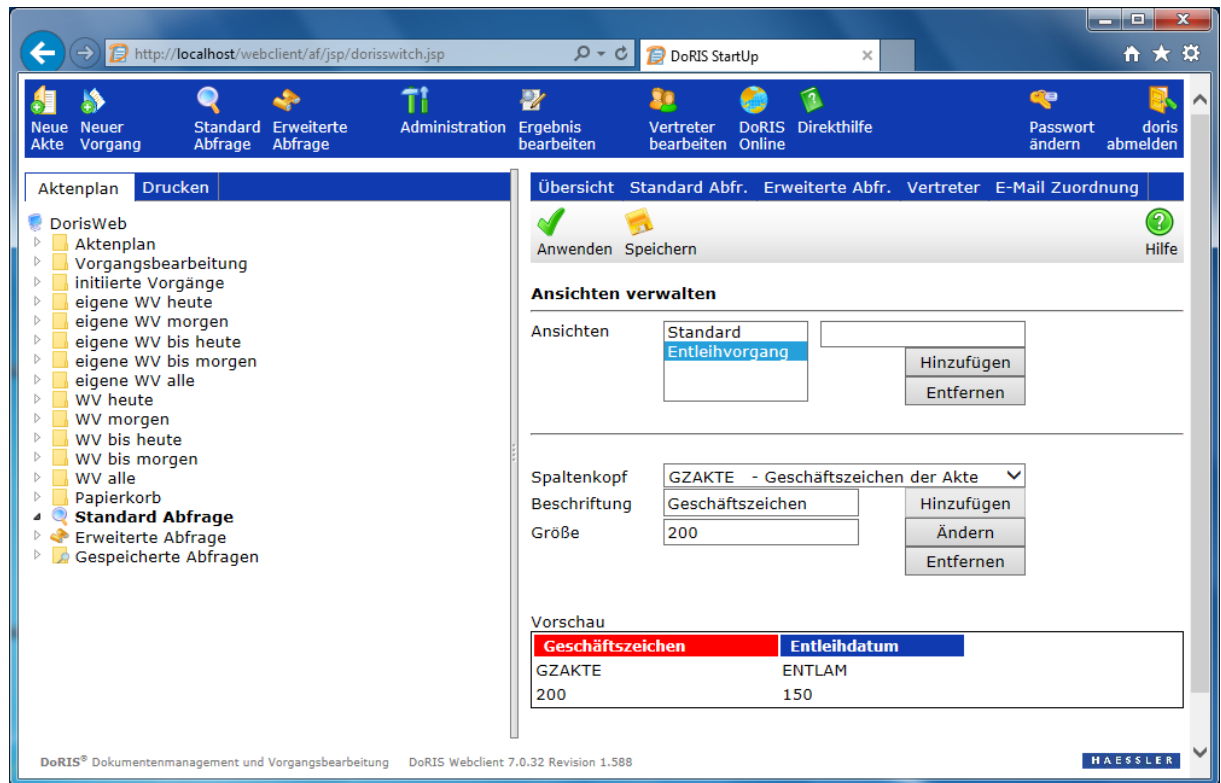 http://localhost/webclient/af/jsp/dorisswitch.jsp
DoRIS StartUp
Neue Akte
Neuer Vorgang
Standard Abfrage
Erweiterte Abfrage
Administration
Ergebnis bearbeiten
Vertreter bearbeiten
DoRIS Online
Direkthilfe
Passwort ändern
doris abmelden
Aktenplan Drucken
DorisWeb
Aktenplan
Vorgangsbearbeitung
initiierte Vorgänge
eigene WV heute
eigene WV morgen
eigene WV bis heute
eigene WV bis morgen
eigene WV alle
WV heute
WV morgen
WV bis heute
WV bis morgen
WV alle
Papierkorb
Standard Abfrage
Erweiterte Abfrage
Gespeicherte Abfragen
Übersicht Standard Abfr. Erweiterte Abfr. Vertreter E-Mail Zuordnung
Anwenden Speichern Hilfe
Ansichten verwalten
Ansichten
Standard
Entleihvorgang
Hinzufügen
Entfernen
Spaltenkopf GZAKTE - Geschäftszeichen der Akte
Beschriftung Geschäftszeichen Hinzufügen
Größe 200 Ändern
Entfernen
Vorschau
Geschäftszeichen Entleihdatum
GZAKTE ENTLAM
200 150
DoRIS® Dokumentenmanagement und Vorgangsbearbeitung DoRIS Webclient 7.0.32 Revision 1.588
HAESSLER